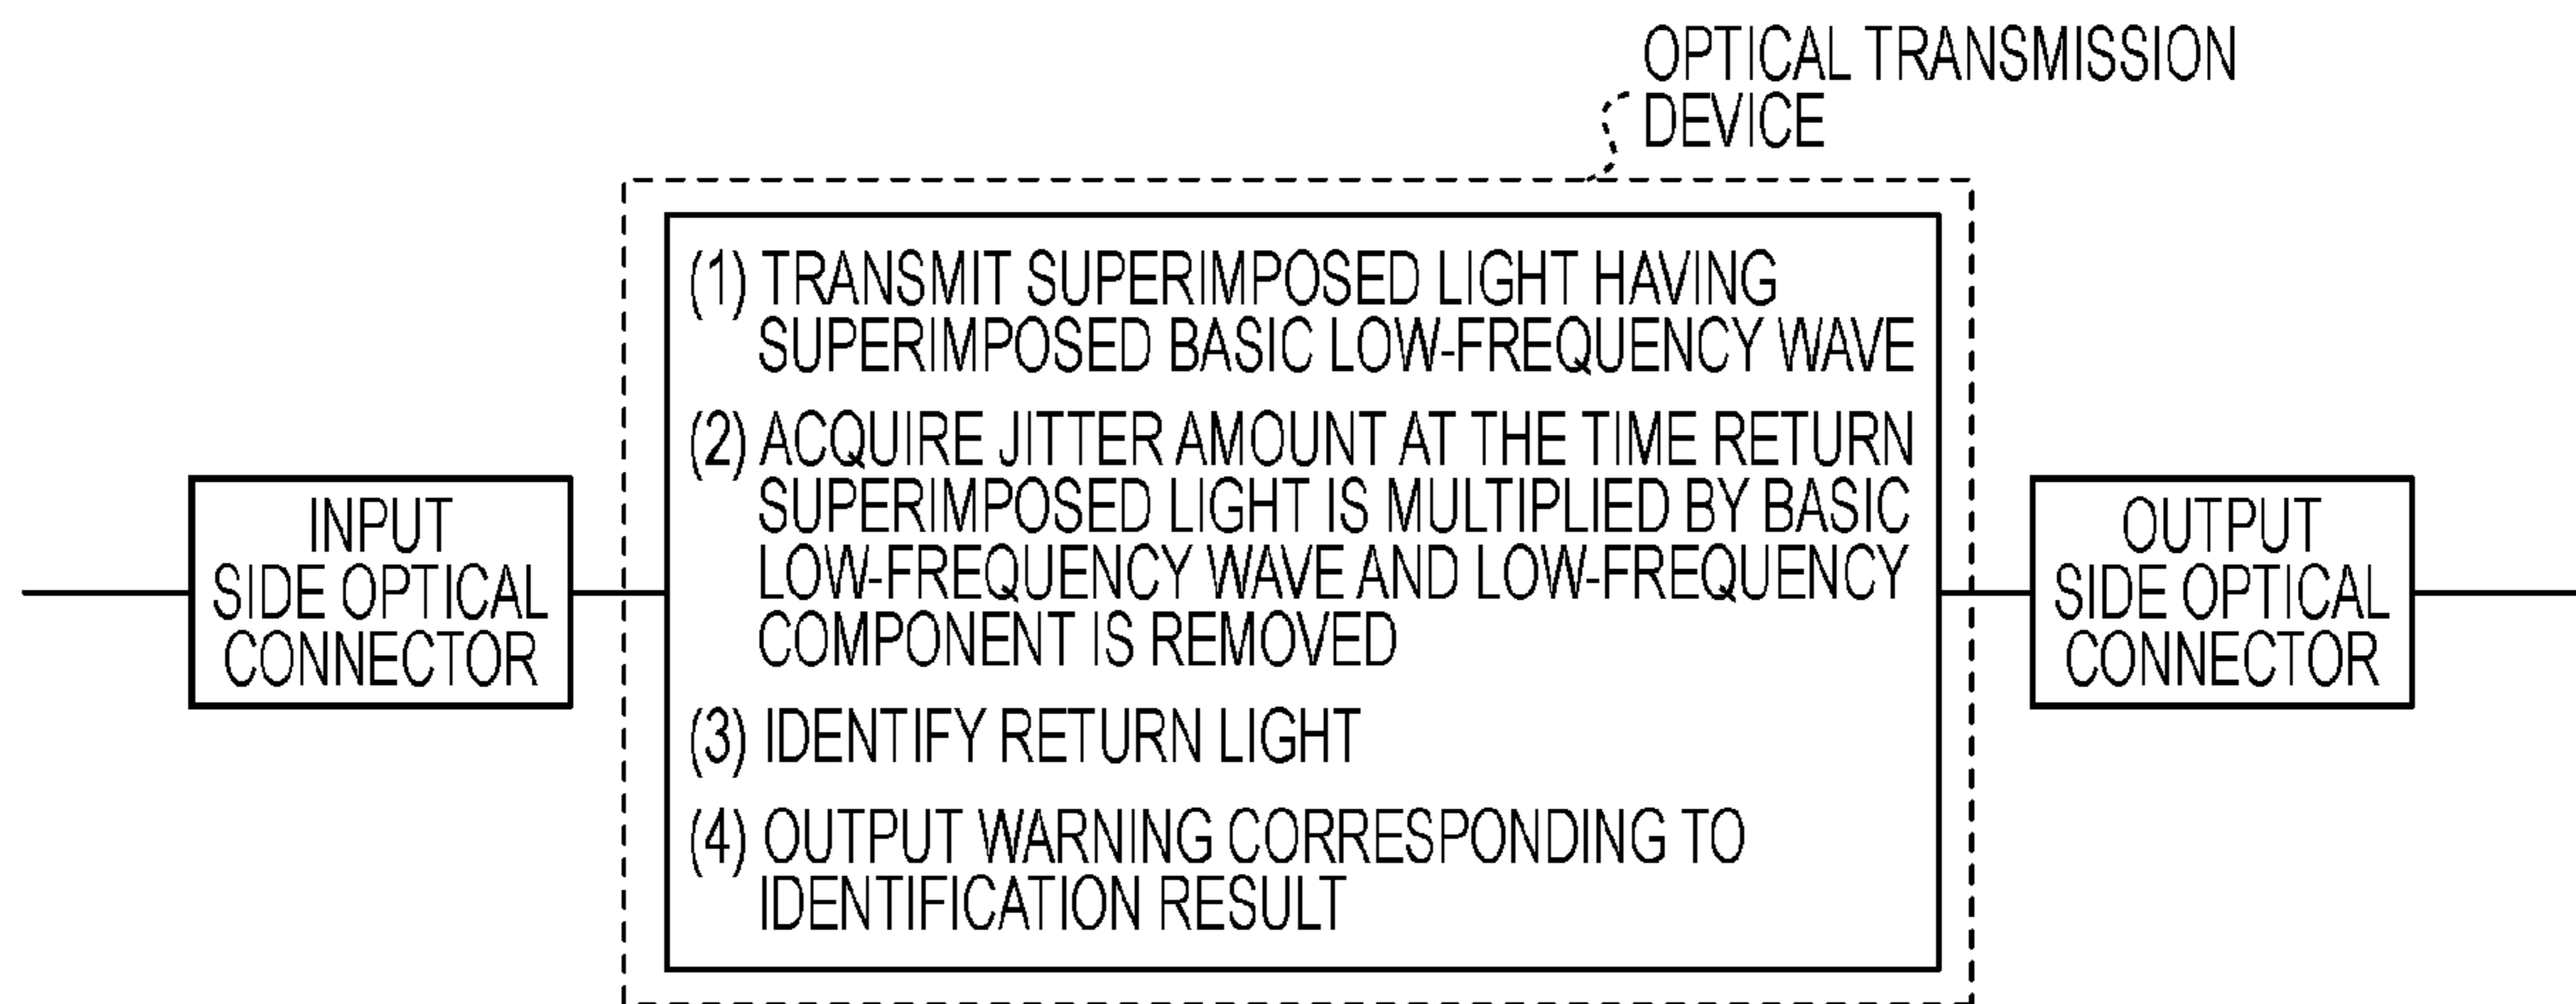 OPTICAL TRANSMISSION
DEVICE
(1) TRANSMIT SUPERIMPOSED LIGHT HAVING
SUPERIMPOSED BASIC LOW-FREQUENCY WAVE
(2) ACQUIRE JITTER AMOUNT AT THE TIME RETURN
SUPERIMPOSED LIGHT IS MULTIPLIED BY BASIC
LOW-FREQUENCY WAVE AND LOW-FREQUENCY
COMPONENT IS REMOVED
(3) IDENTIFY RETURN LIGHT
(4) OUTPUT WARNING CORRESPONDING TO
IDENTIFICATION RESULT
INPUT
SIDE OPTICAL
CONNECTOR
OUTPUT
SIDE OPTICAL
CONNECTOR